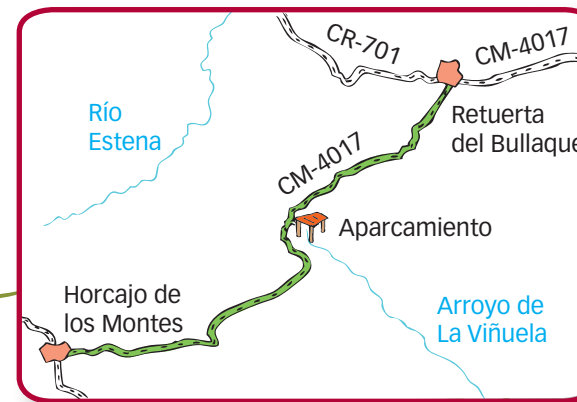 CR-701
CM-4017
Río
Estena
Retuerta
del Bullaque
CM-4017
Aparcamiento
Horcajo de
los Montes
Arroyo de
La Viñuela